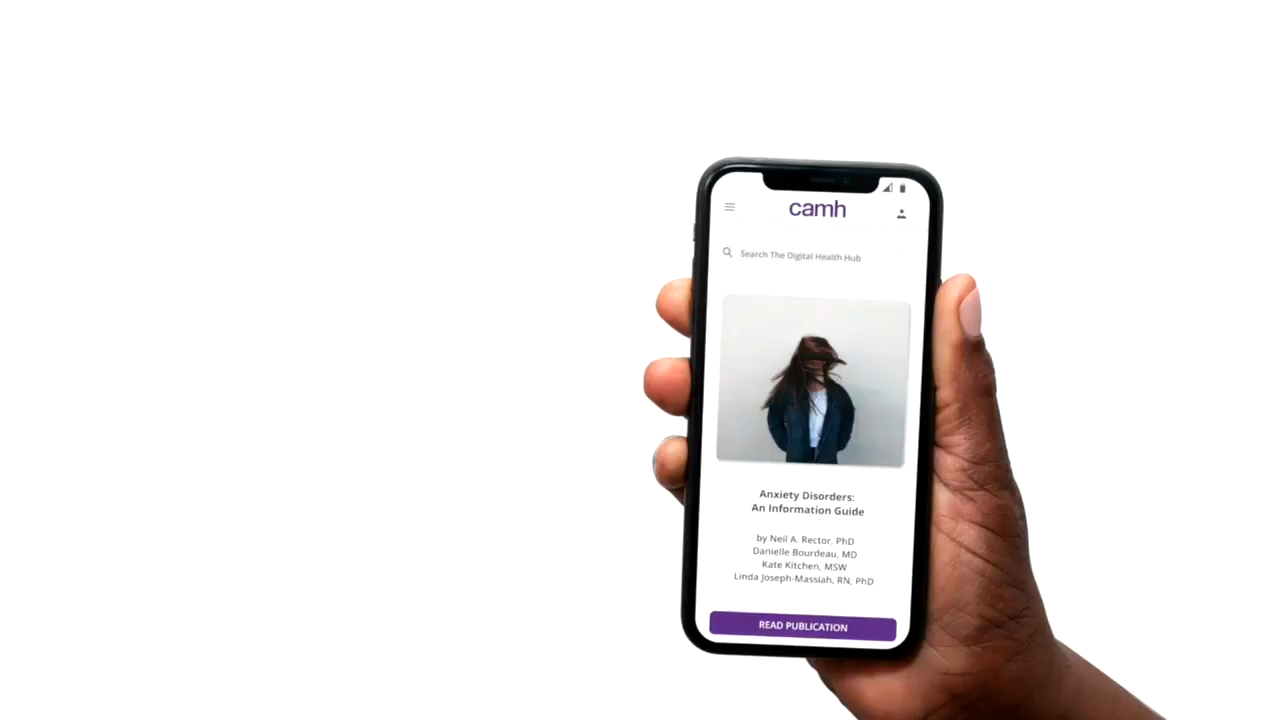 camh
Search The Digital Health Hub
Anxiety Disorders:
An Information Guide
by Neil A. Rector, PhD
Danielle Bourdeau, MD
Kate Kitchen, MSW
Linda Joseph-Massiah, RN, PhD
READ PUBLICATION